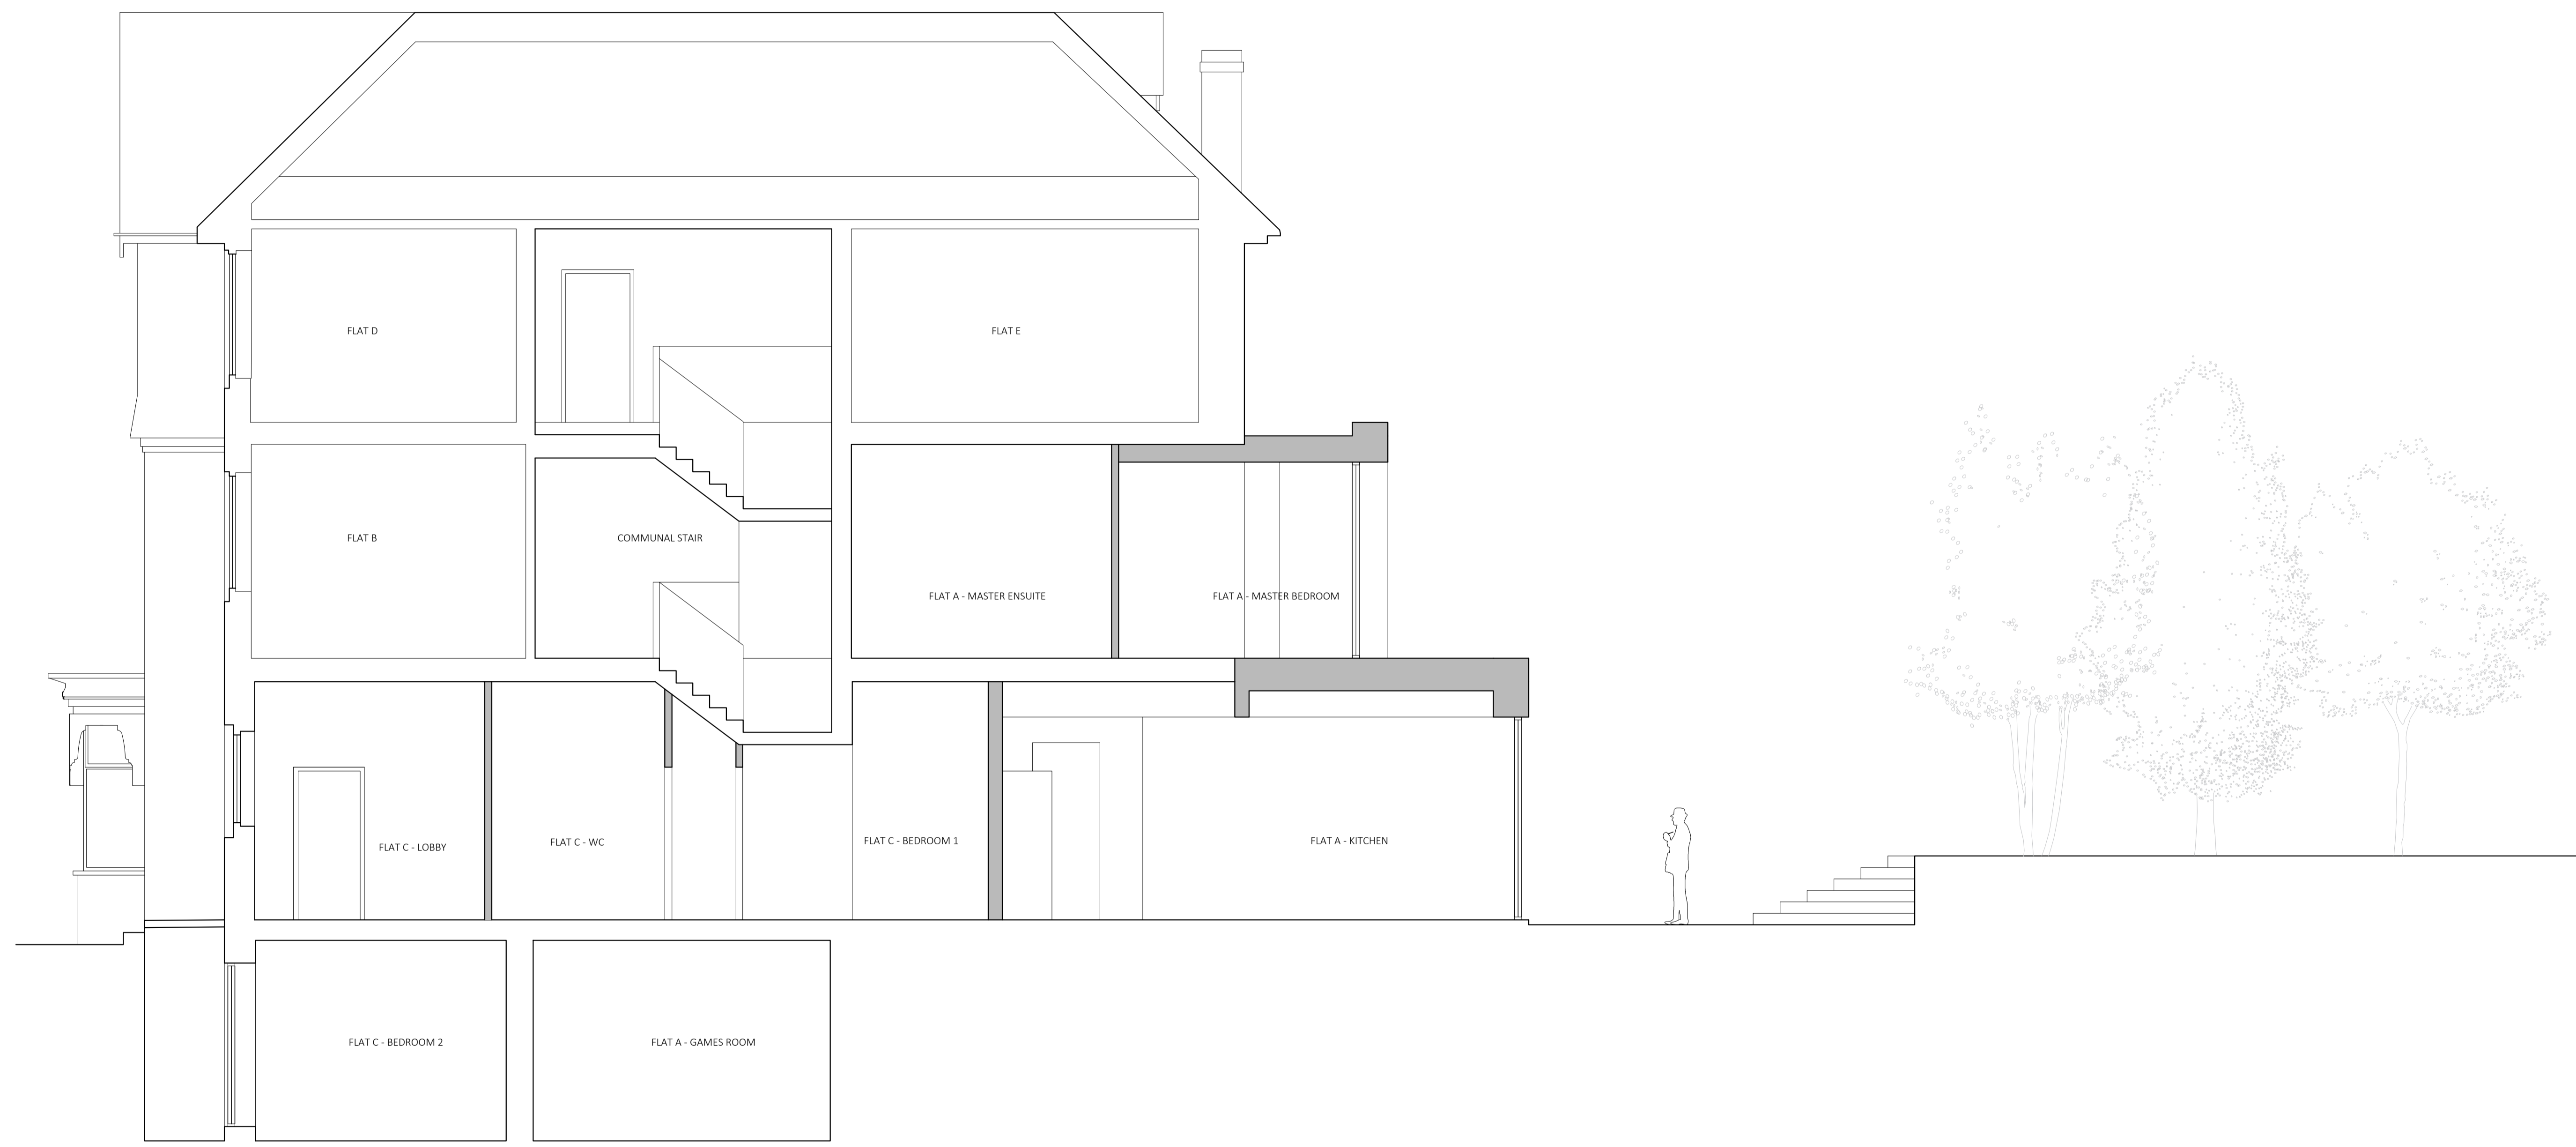 FLAT D
FLAT E
FLAT B
COMMUNAL STAIR
FLAT A - MASTER ENSUITE
FLAT A - MASTER BEDROOM
FLAT C - LOBBY
FLAT C - WC
FLAT C - BEDROOM 1
FLAT A - KITCHEN
FLAT C - BEDROOM 2
FLAT A - GAMES ROOM